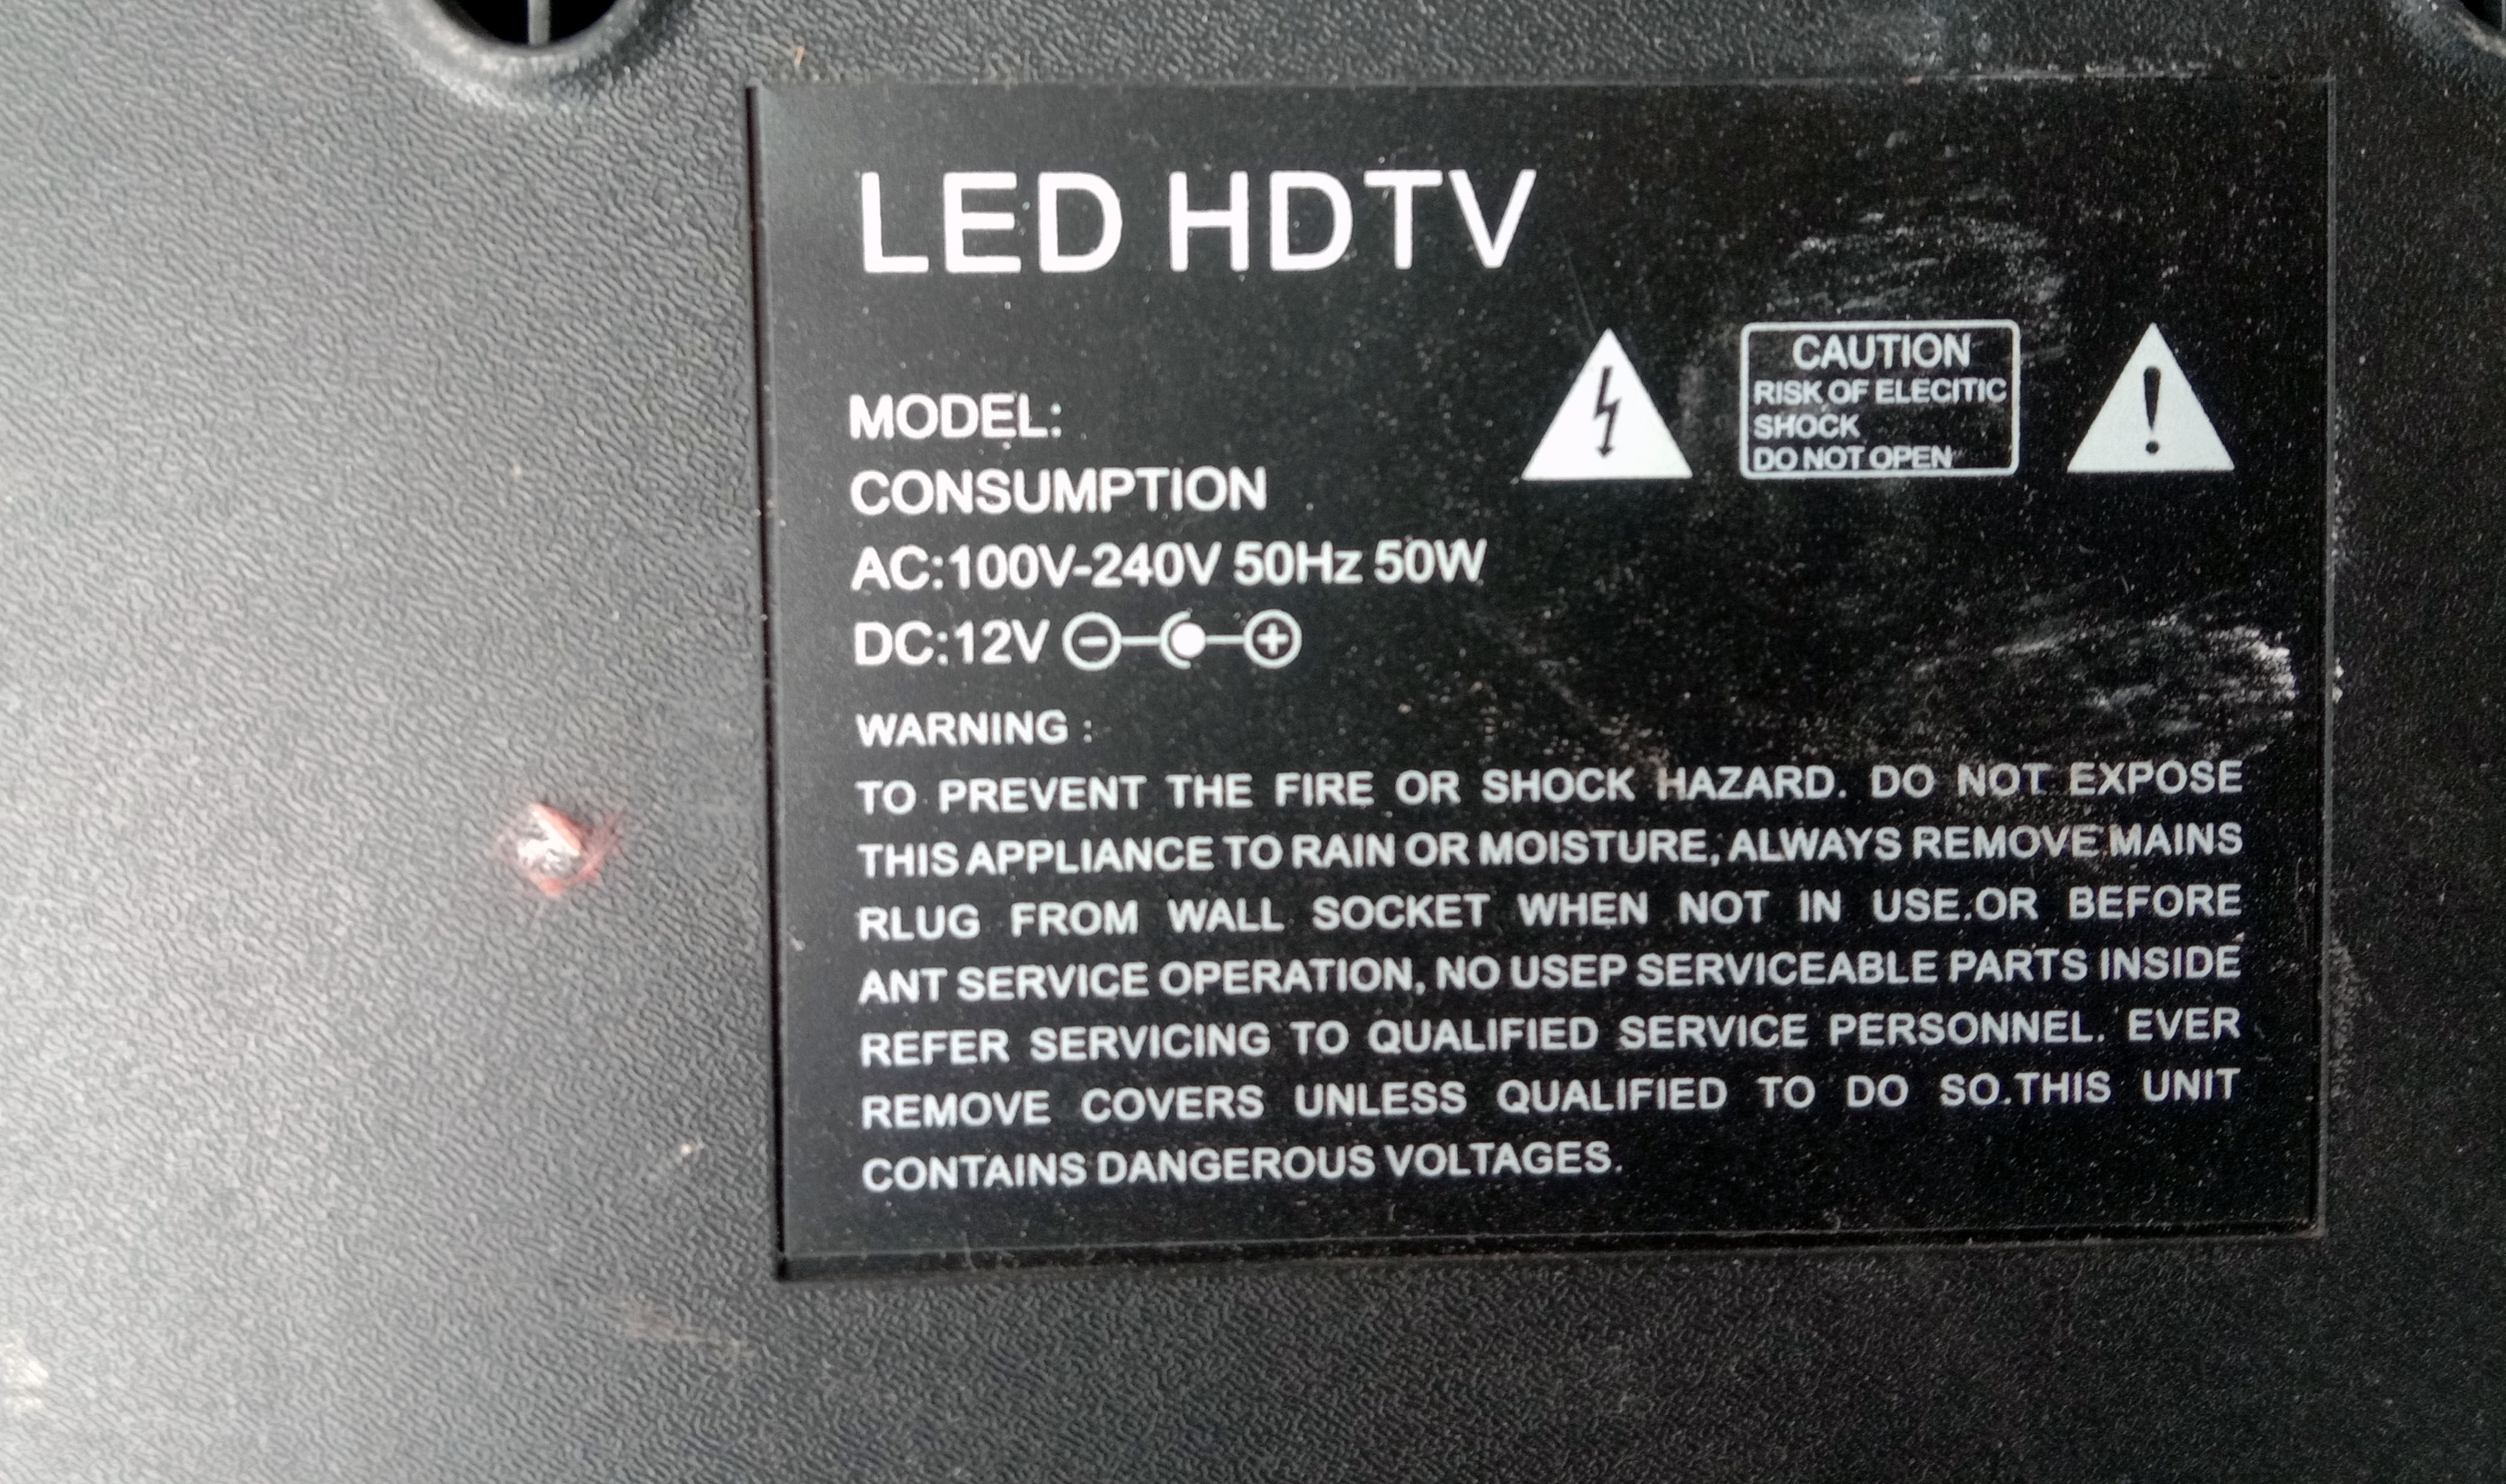 LED HDTV
CAUTION
RISK OF ELECITIC
SHOCK
DO NOT OPEN
!
MODEL:
CONSUMPTION
AC:100V-240V 50Hz 50W
DC:12V
WARNING :
TO PREVENT THE FIRE OR SHOCK HAZARD. DO NOT EXPOSE
THIS APPLIANCE TO RAIN OR MOISTURE, ALWAYS REMOVE MAINS
RLUG FROM WALL SOCKET WHEN NOT IN USE.OR BEFORE
ANT SERVICE OPERATION, NO USEP SERVICEABLE PARTS INSIDE
REFER SERVICING TO QUALIFIED SERVICE PERSONNEL. EVER
REMOVE COVERS UNLESS QUALIFIED TO DO SO.THIS UNIT
CONTAINS DANGEROUS VOLTAGES.